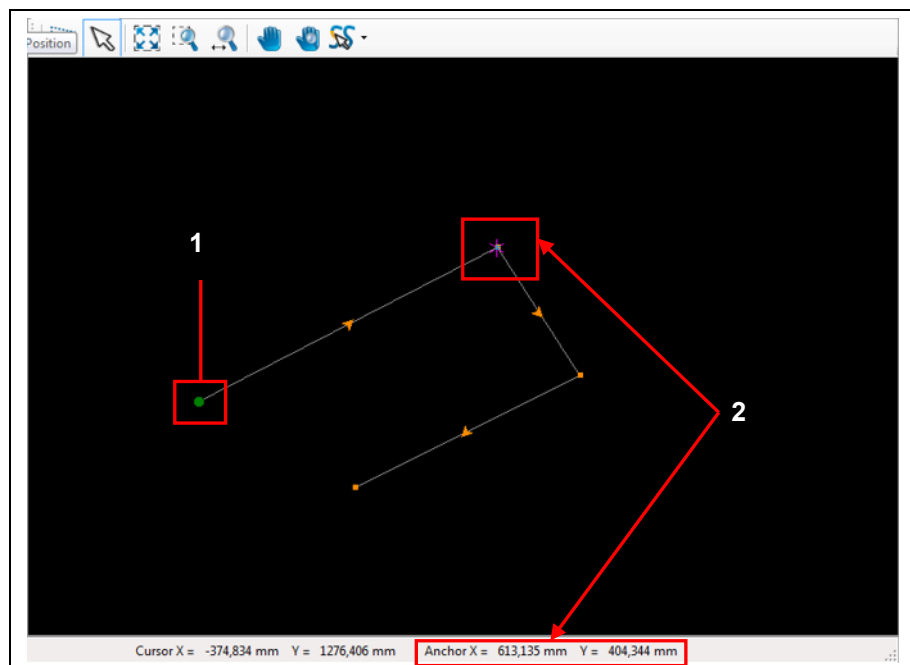 Position
1
2
Cursor X = -374,834 mm Y = 1276,406 mm Anchor X = 613,135 mm Y = 404,344 mm